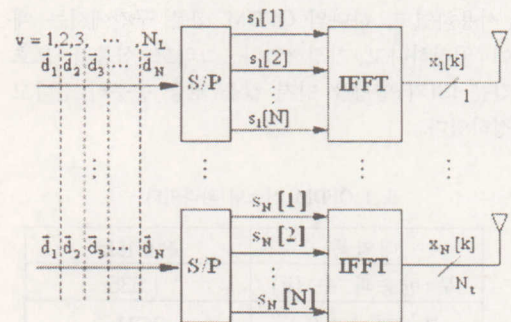 v = 1,2,3, ⋯ N_L
d⃗_1 d⃗_2 d⃗_3 ⋯ d⃗_N
S/P
s_1[1]
s_1[2]
⋮
s_1[N]
IFFT
x_1[k]
1
⋮ ⋮ ⋮ ⋮
d⃗_1 d⃗_2 d⃗_3 ⋯ d⃗_N
S/P
s_N[1]
s_N[2]
⋮
s_N[N]
IFFT
x_N[k]
N_t